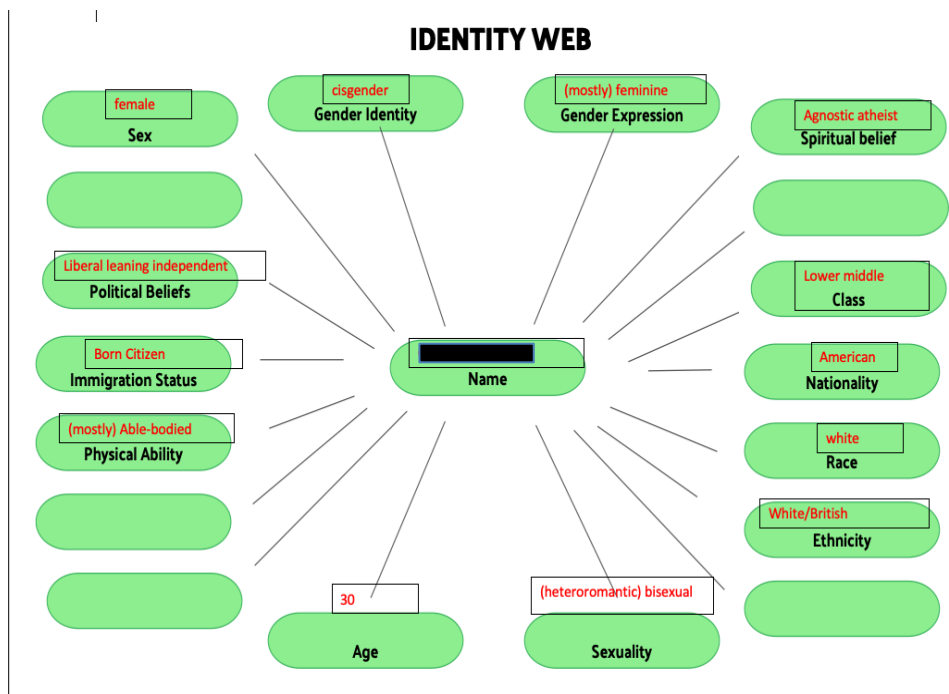 IDENTITY WEB
female
Sex
cisgender
Gender Identity
(mostly) feminine
Gender Expression
Agnostic atheist
Spiritual belief
Liberal leaning independent
Political Beliefs
Lower middle
Class
Born Citizen
Immigration Status
Name
American
Nationality
(mostly) Able-bodied
Physical Ability
white
Race
White/British
Ethnicity
30
Age
(heteroromantic) bisexual
Sexuality